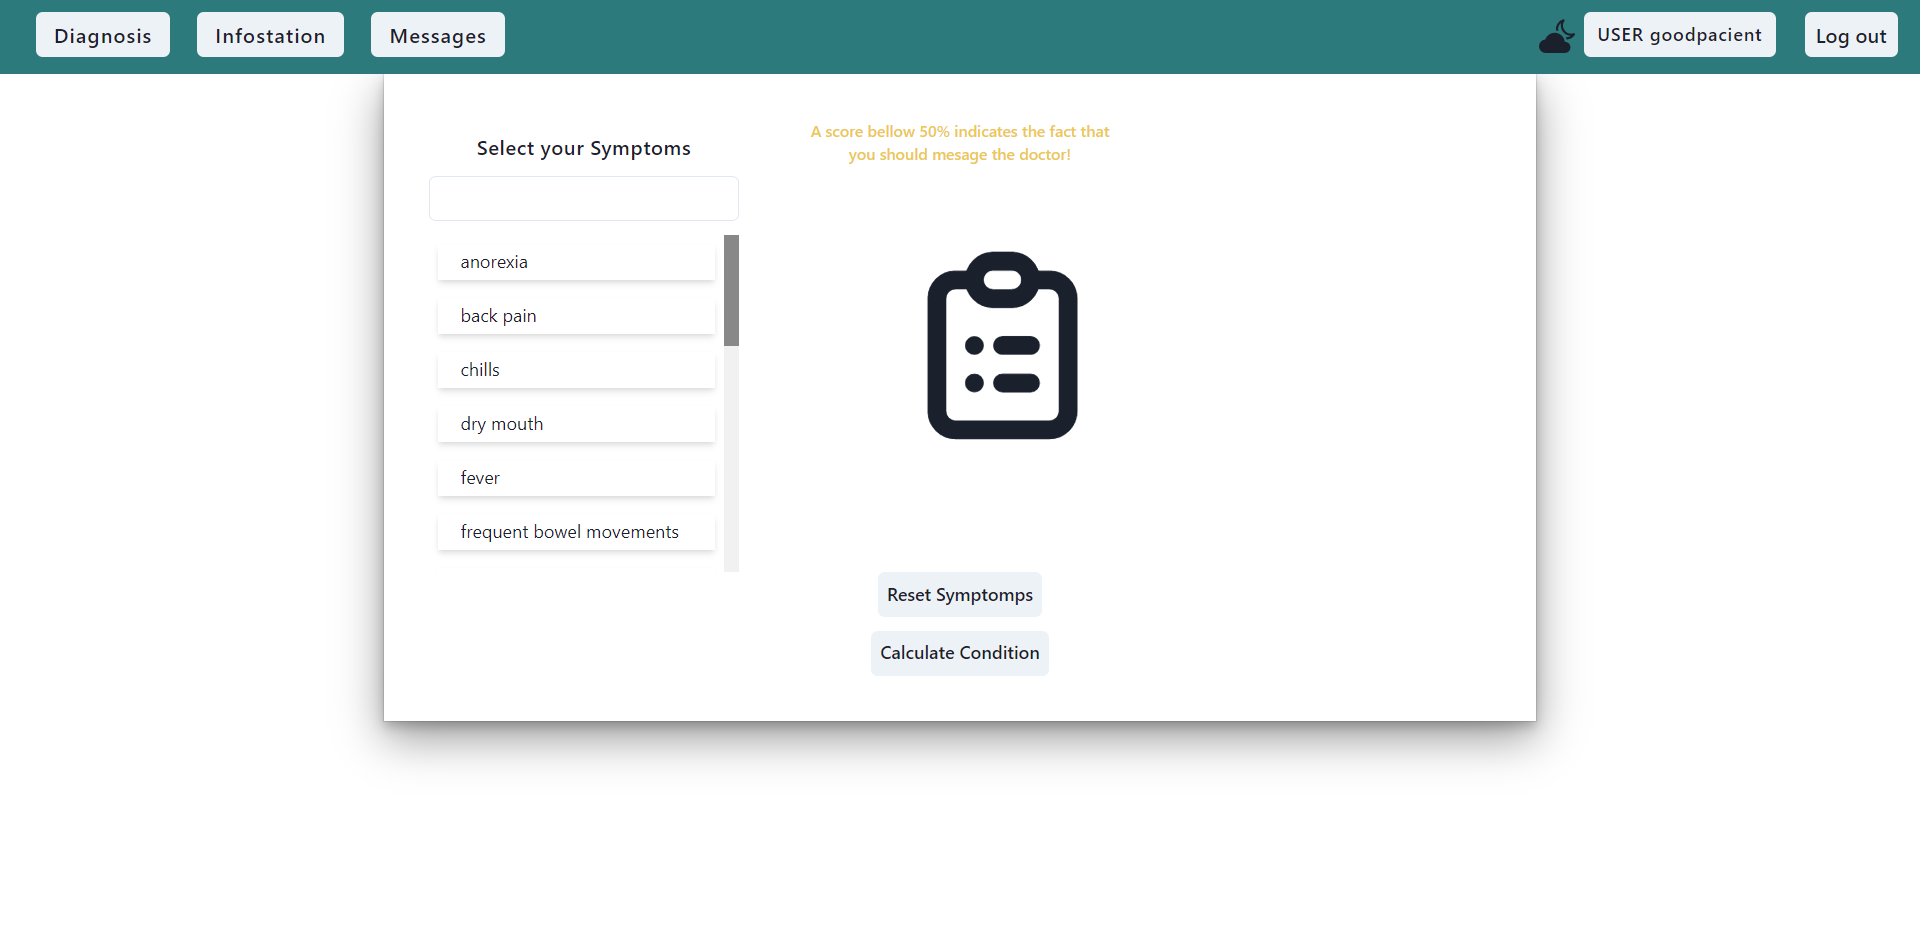 Diagnosis
Infostation
Messages
USER goodpacient
Log out
Select your Symptoms
anorexia
back pain
chills
dry mouth
fever
frequent bowel movements
A score bellow 50% indicates the fact that
you should mesage the doctor!
Reset Symptomps
Calculate Condition